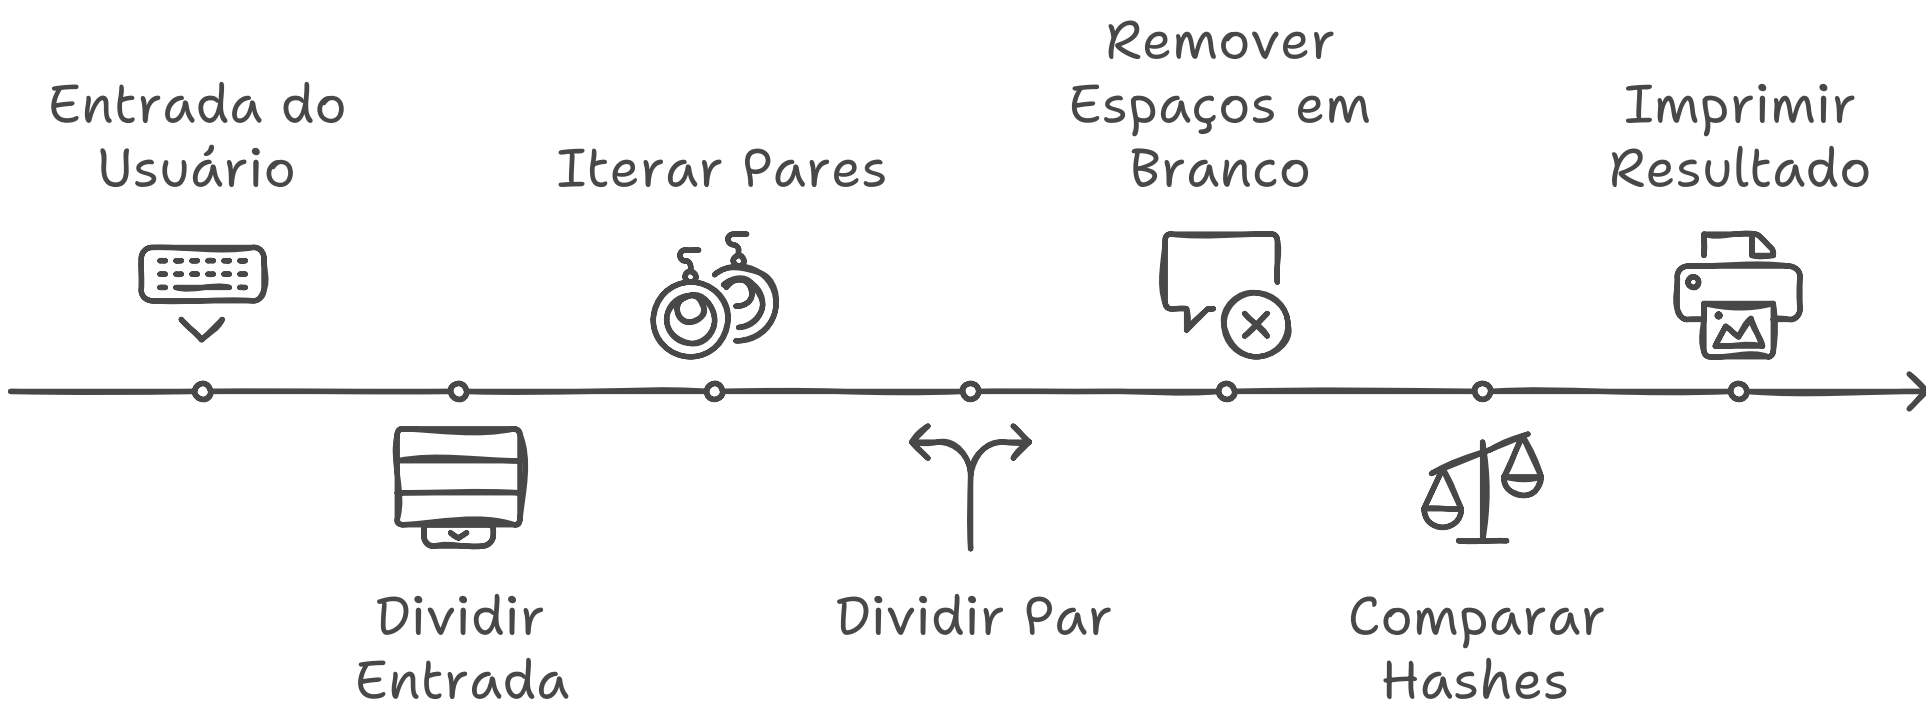 Entrada do
Usuário
Dividir
Entrada
Iterar Pares
Dividir Par
Remover
Espaços em
Branco
Comparar
Hashes
Imprimir
Resultado